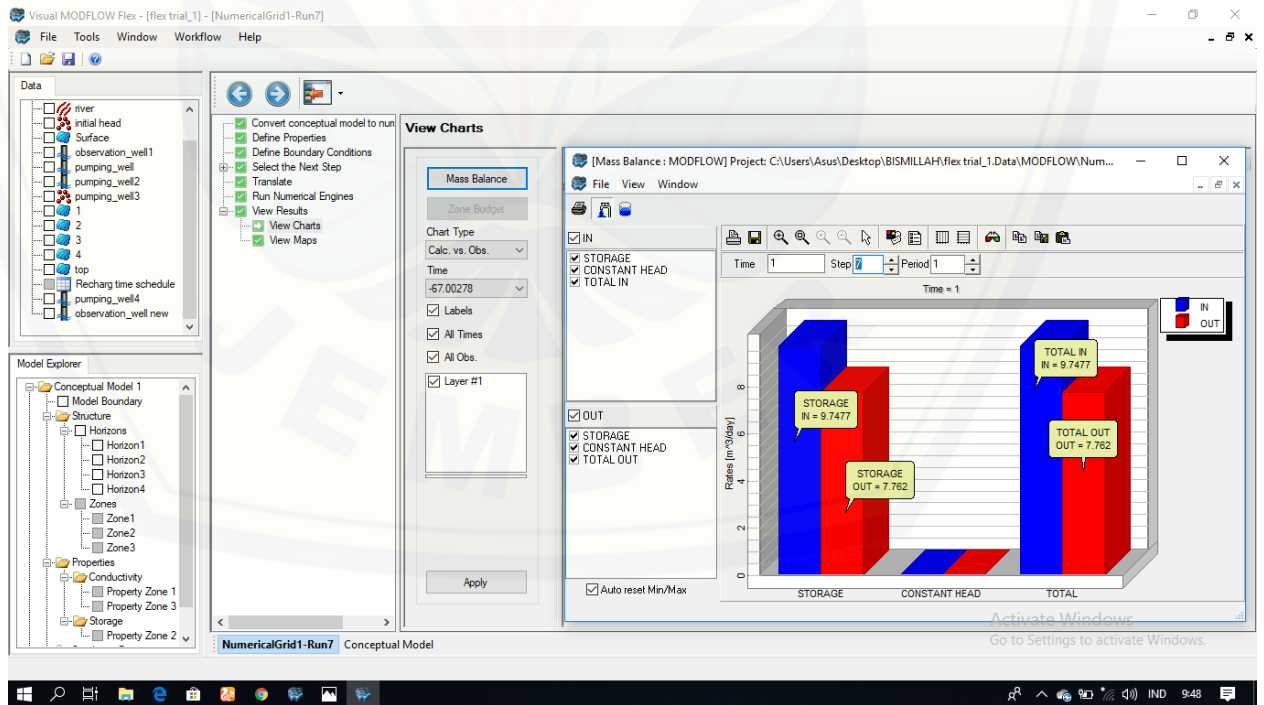 Visual MODFLOW Flex - [flex trial_1] - [NumericalGrid1-Run7]
File Tools Window Workflow Help
Data
river
initial head
Surface
observation_well1
pumping_well
pumping_well2
pumping_well3
1
2
3
4
top
Recharg time schedule
pumping_well4
observation_well new
Model Explorer
Conceptual Model 1
Model Boundary
Structure
Horizons
Horizon1
Horizon2
Horizon3
Horizon4
Zones
Zone1
Zone2
Zone3
Properties
Conductivity
Property Zone 1
Property Zone 3
Storage
Property Zone 2
Convert conceptual model to num
Define Properties
Define Boundary Conditions
Select the Next Step
Translate
Run Numerical Engines
View Results
View Charts
View Maps
NumericalGrid1-Run7 Conceptual Model
View Charts
Mass Balance
Zone Budget
Chart Type
Calc. vs. Obs.
Time
-67.00278
Labels
All Times
All Obs.
Layer #1
Apply
[Mass Balance : MODFLOW] Project: C:\Users\Asus\Desktop\BISMILLAH\flex trial_1.Data\MODFLOW\Num...
File View Window
IN
STORAGE
CONSTANT HEAD
TOTAL IN
OUT
STORAGE
CONSTANT HEAD
TOTAL OUT
Auto reset Min/Max
Time 1 Step 7 Period 1
Time = 1
IN
OUT
TOTAL IN
IN = 9.7477
STORAGE
IN = 9.7477
TOTAL OUT
OUT = 7.762
STORAGE
OUT = 7.762
Rates [m^3/day]
8
6
4
2
0
STORAGE CONSTANT HEAD TOTAL
Activate Windows
Go to Settings to activate Windows.
IND 9:48
JEMBER